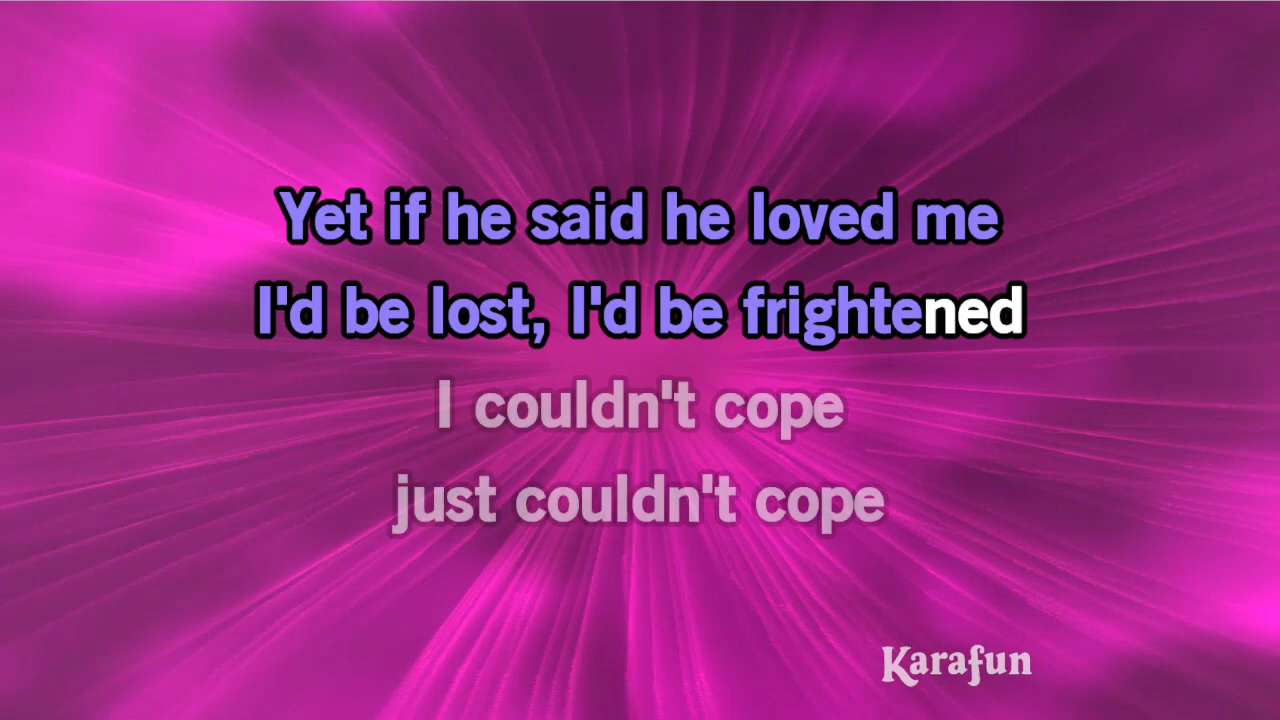 Yet if he said he loved me
I'd be lost, I'd be frightened
I couldn't cope
just couldn't cope
Karafun